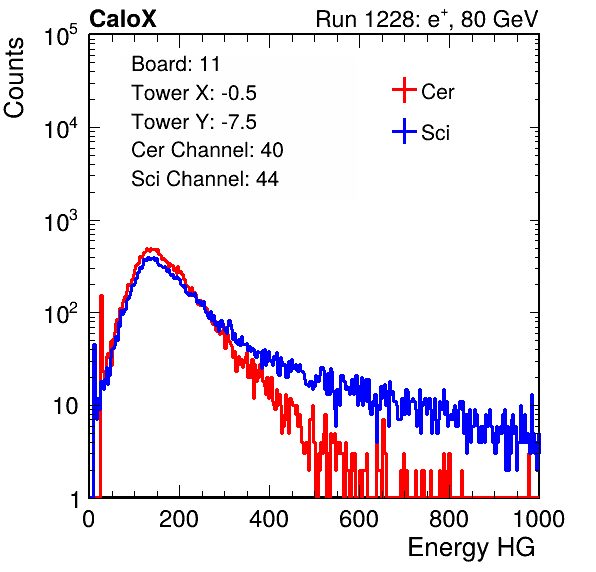 CaloX Run 1228: e⁺, 80 GeV
Counts
Board: 11
Tower X: -0.5
Tower Y: -7.5
Cer Channel: 40
Sci Channel: 44
Cer
Sci
10⁵
10⁴
10³
10²
10
1
0 200 400 600 800 1000
Energy HG